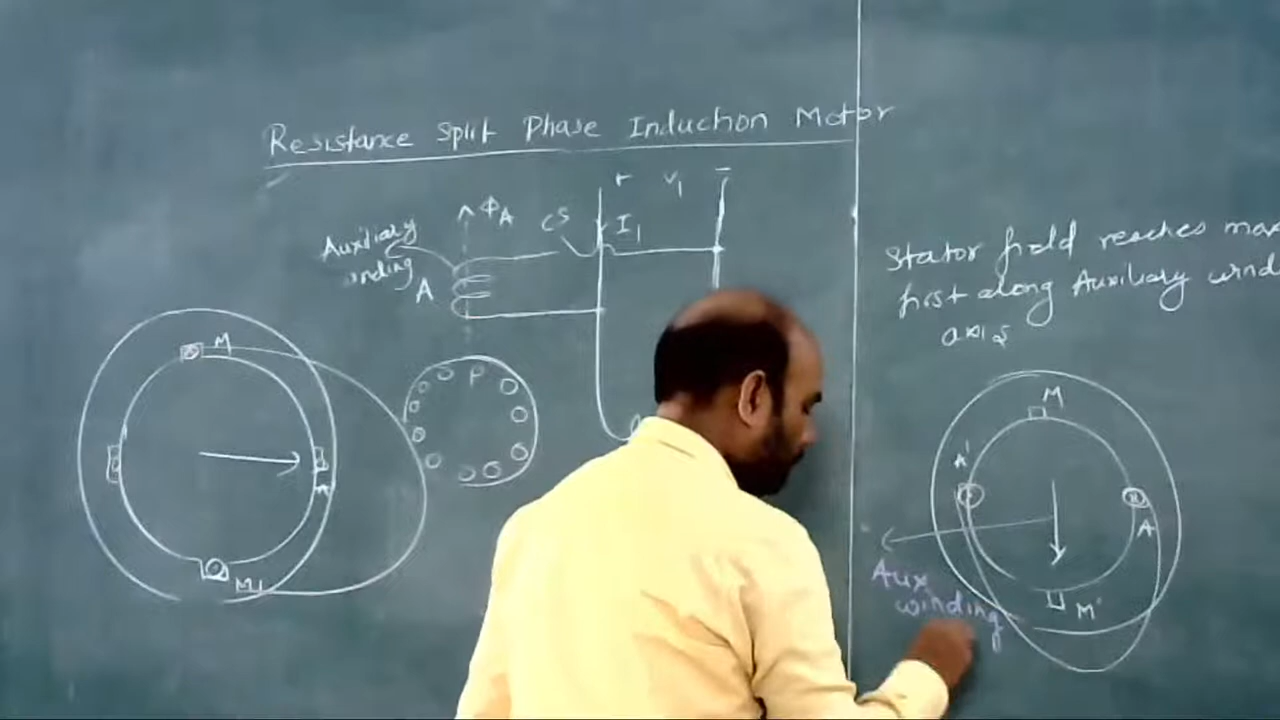 Resistance Split Phase Induction Motor
Auxiliary
winding
A
ΦA
CS
I1
+ V1 -
M
M1
Stator field reaches max
first along Auxiliary wind
axis
M
A'
A
M'
Aux
winding